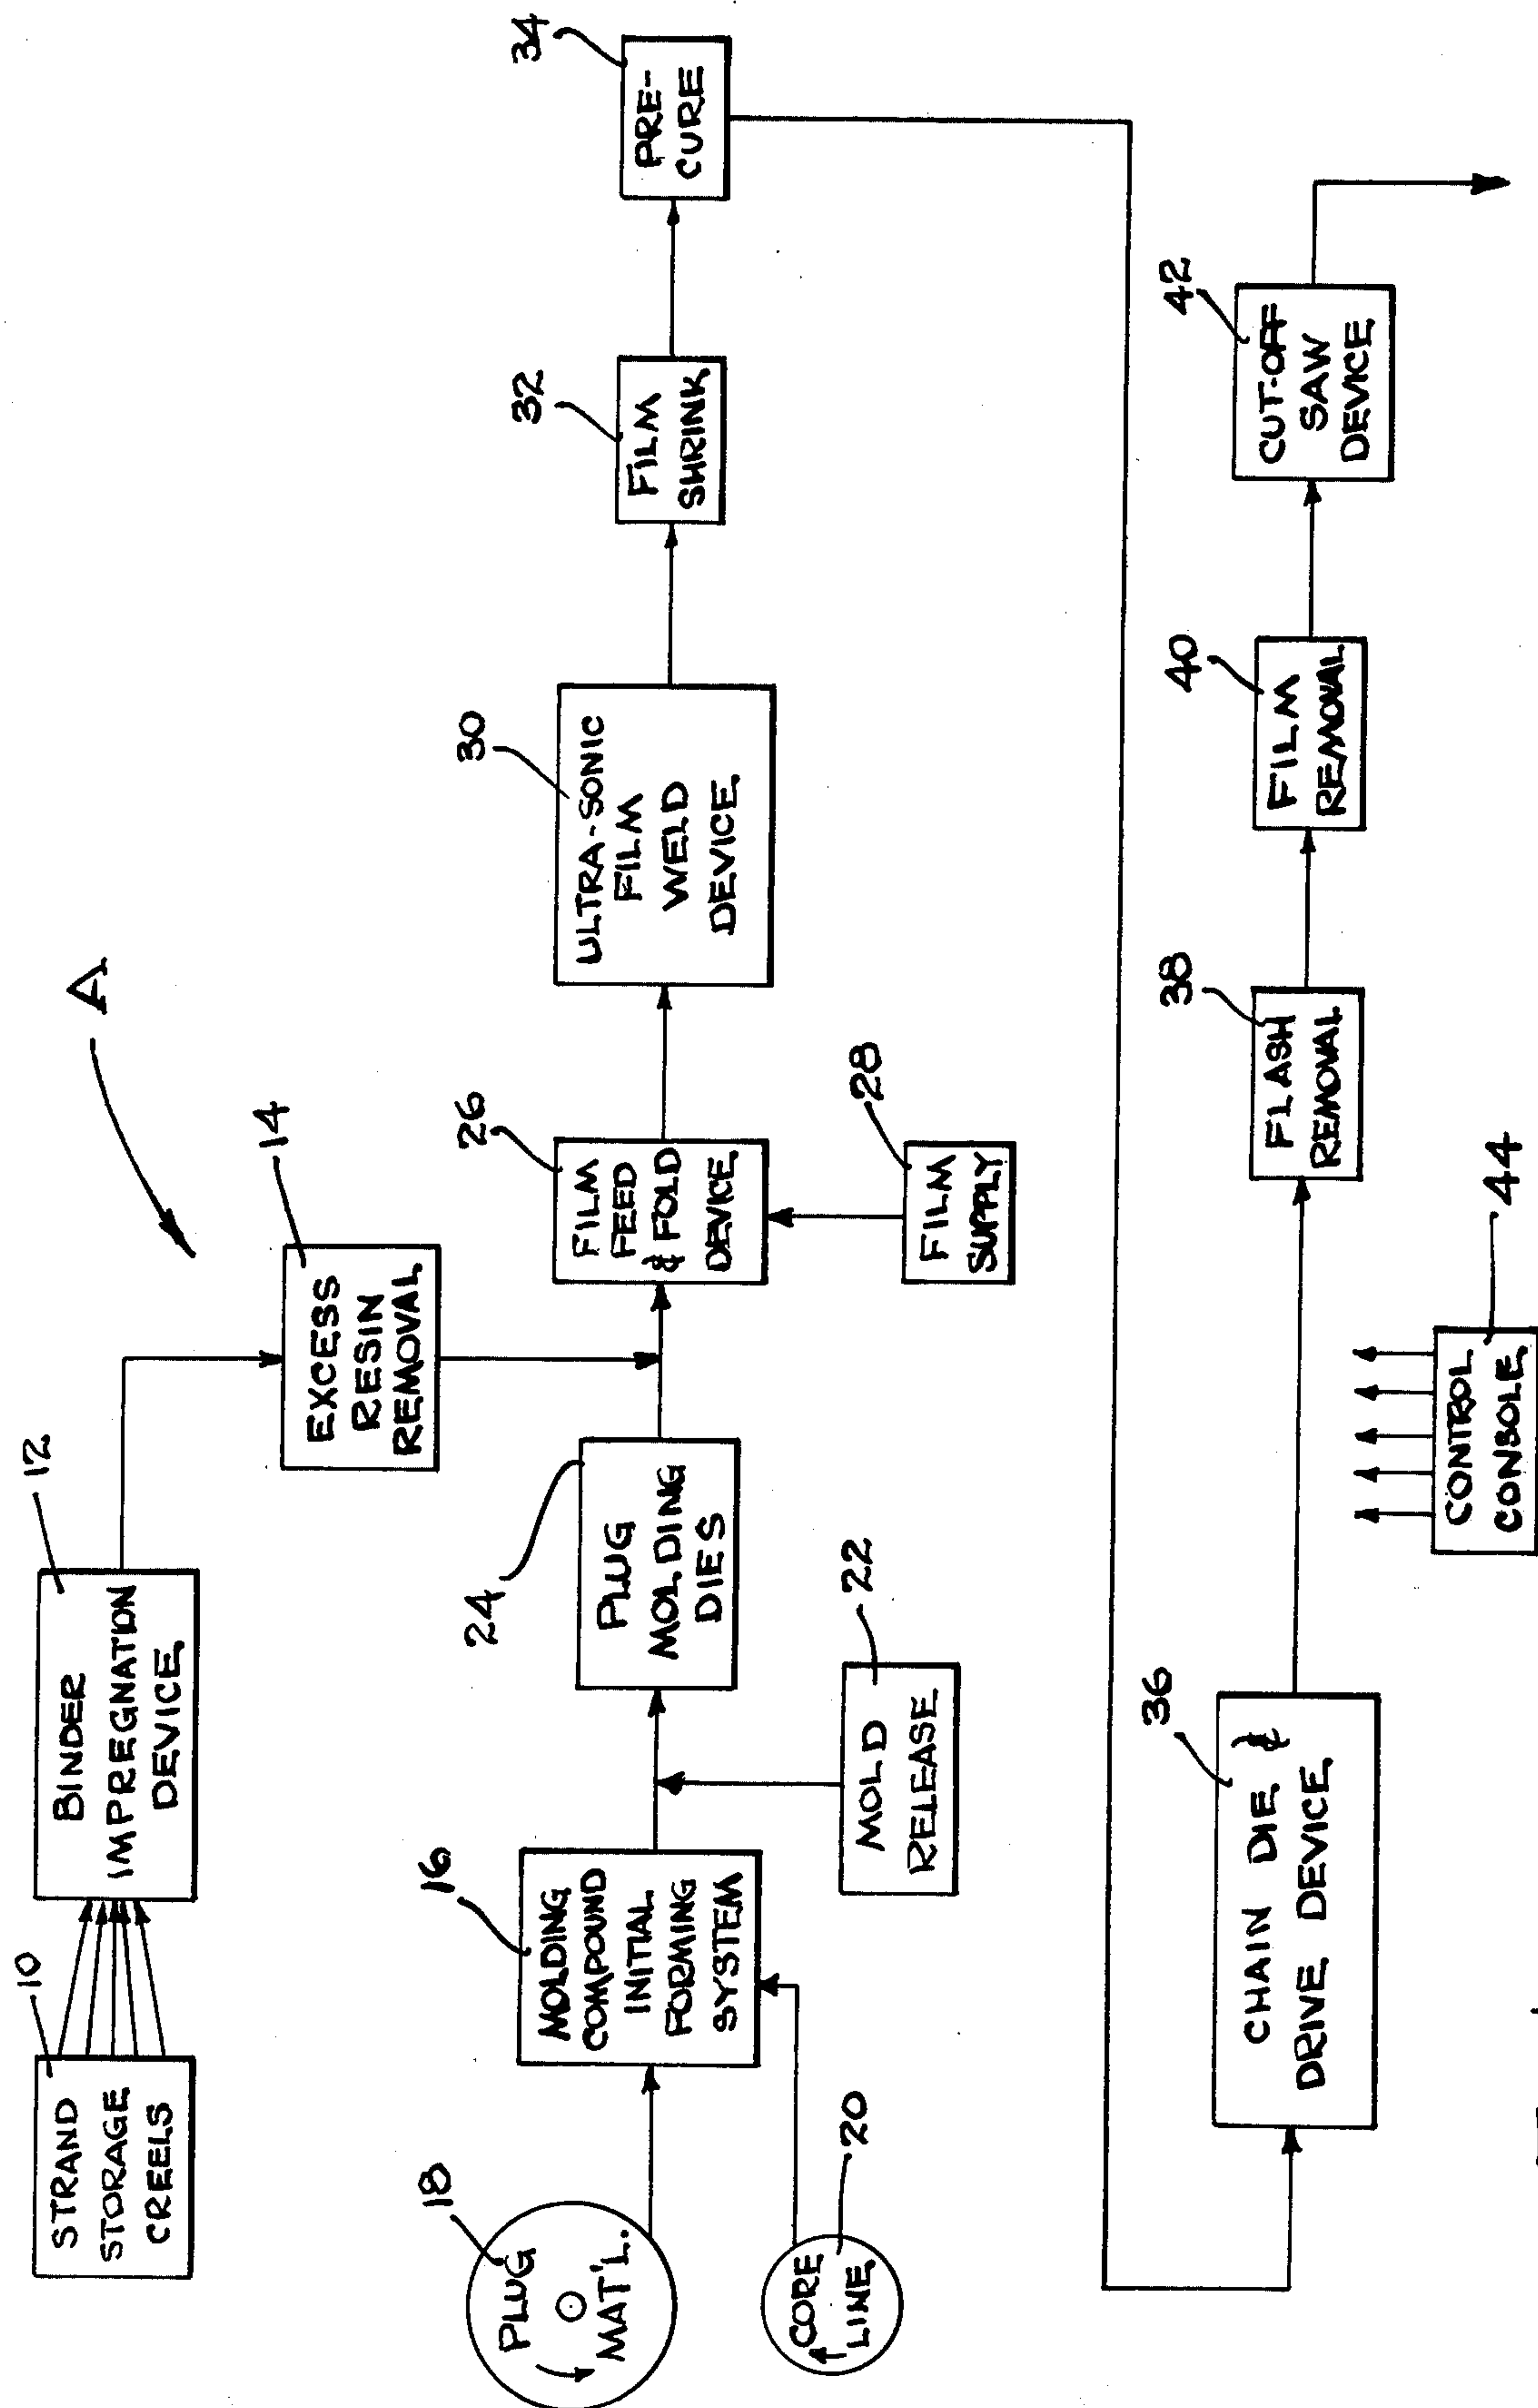 A
10
STRAND
STORAGE
CREELS
12
BINDER
IMPREGNATION
DEVICE
14
EXCESS
RESIN
REMOVAL
18
PLUG
MAT'L.
20
CORE
LINE
16
MOLDING
COMPOUND
INITIAL
FORMING
SYSTEM
22
MOLD
RELEASE
24
PLUG
MOLDING
DIES
26
FILM
FEED
& FOLD
DEVICE
28
FILM
SUPPLY
30
ULTRA-SONIC
FILM
WELD
DEVICE
32
FILM
SHRINK
34
PRE-
CURE
36
CHAIN DIE &
DRIVE DEVICE
38
FLASH
REMOVAL
40
FILM
REMOVAL
42
CUT-OFF
SAW
DEVICE
44
CONTROL
CONSOLE